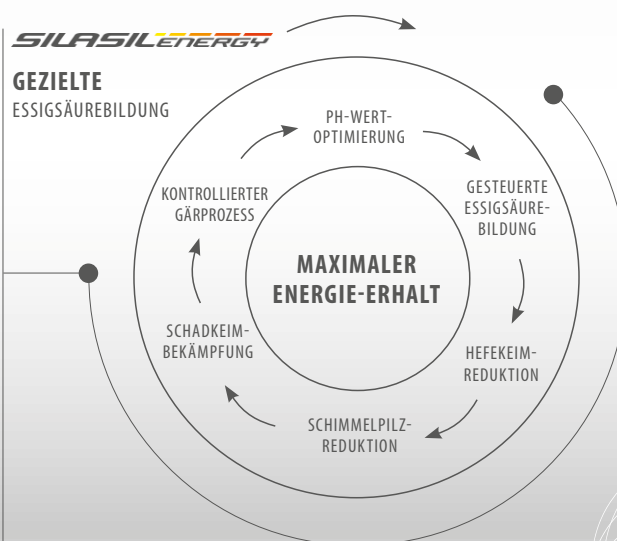 SILASIL ENERGY
GEZIELTE
ESSIGSÄUREBILDUNG
PH-WERT-
OPTIMIERUNG
GESTEUERTE
ESSIGSÄURE-
BILDUNG
HEFEKEIM-
REDUKTION
SCHIMMELPILZ-
REDUKTION
SCHADKEIM-
BEKÄMPFUNG
KONTROLLIERTER
GÄRPROZESS
MAXIMALER
ENERGIE-ERHALT